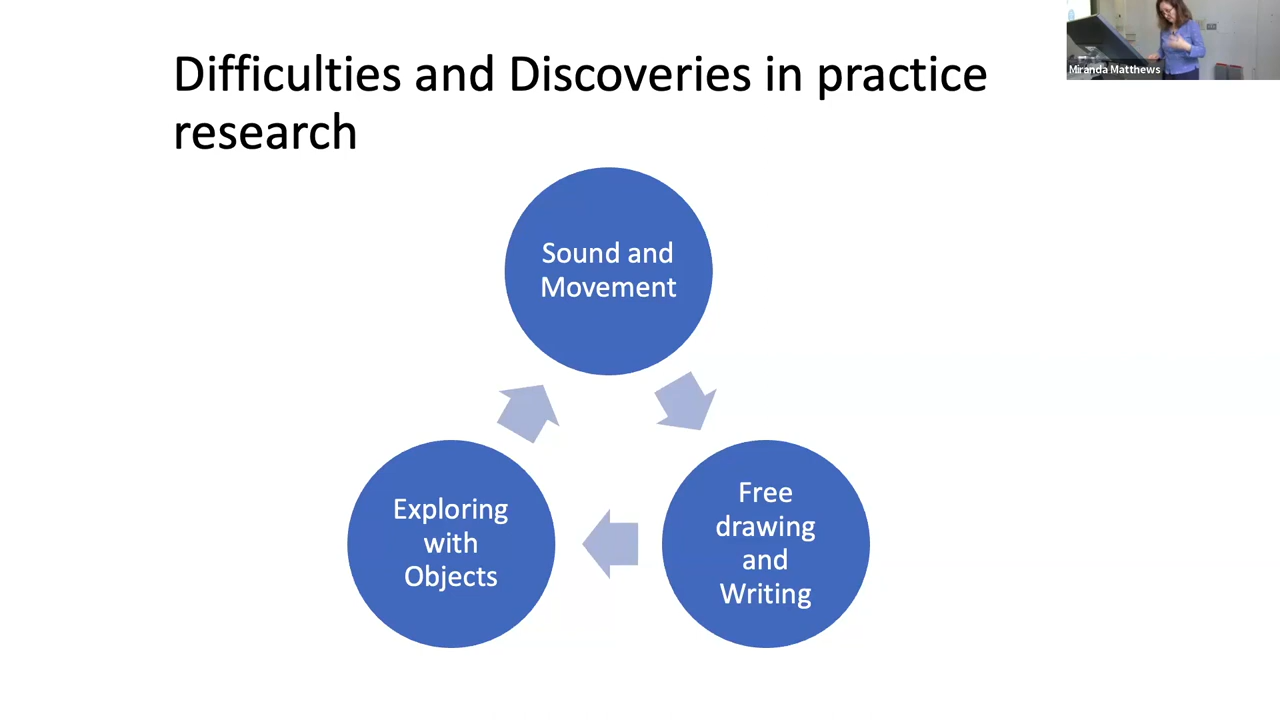 Difficulties and Discoveries in practice
research
Miranda Matthews
Sound and
Movement
Exploring
with
Objects
Free
drawing
and
Writing